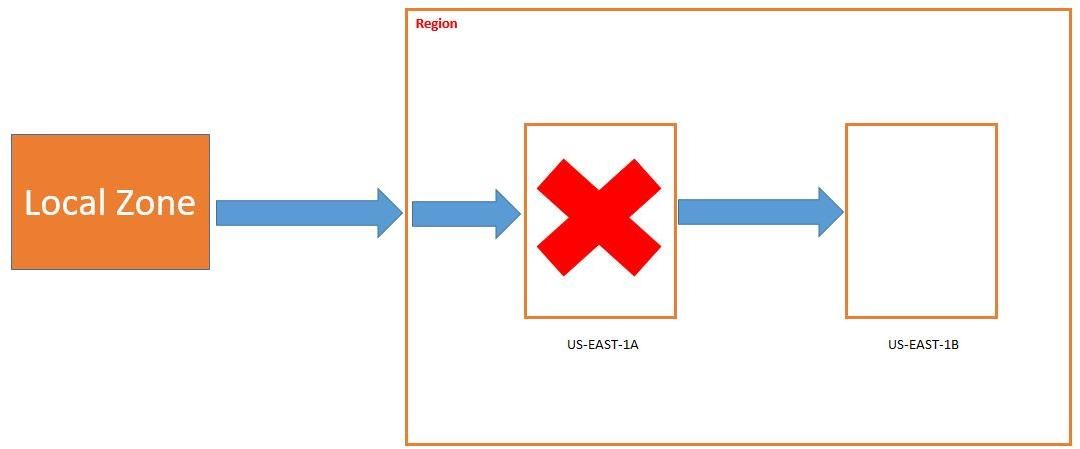 Region
Local Zone
US-EAST-1A
US-EAST-1B